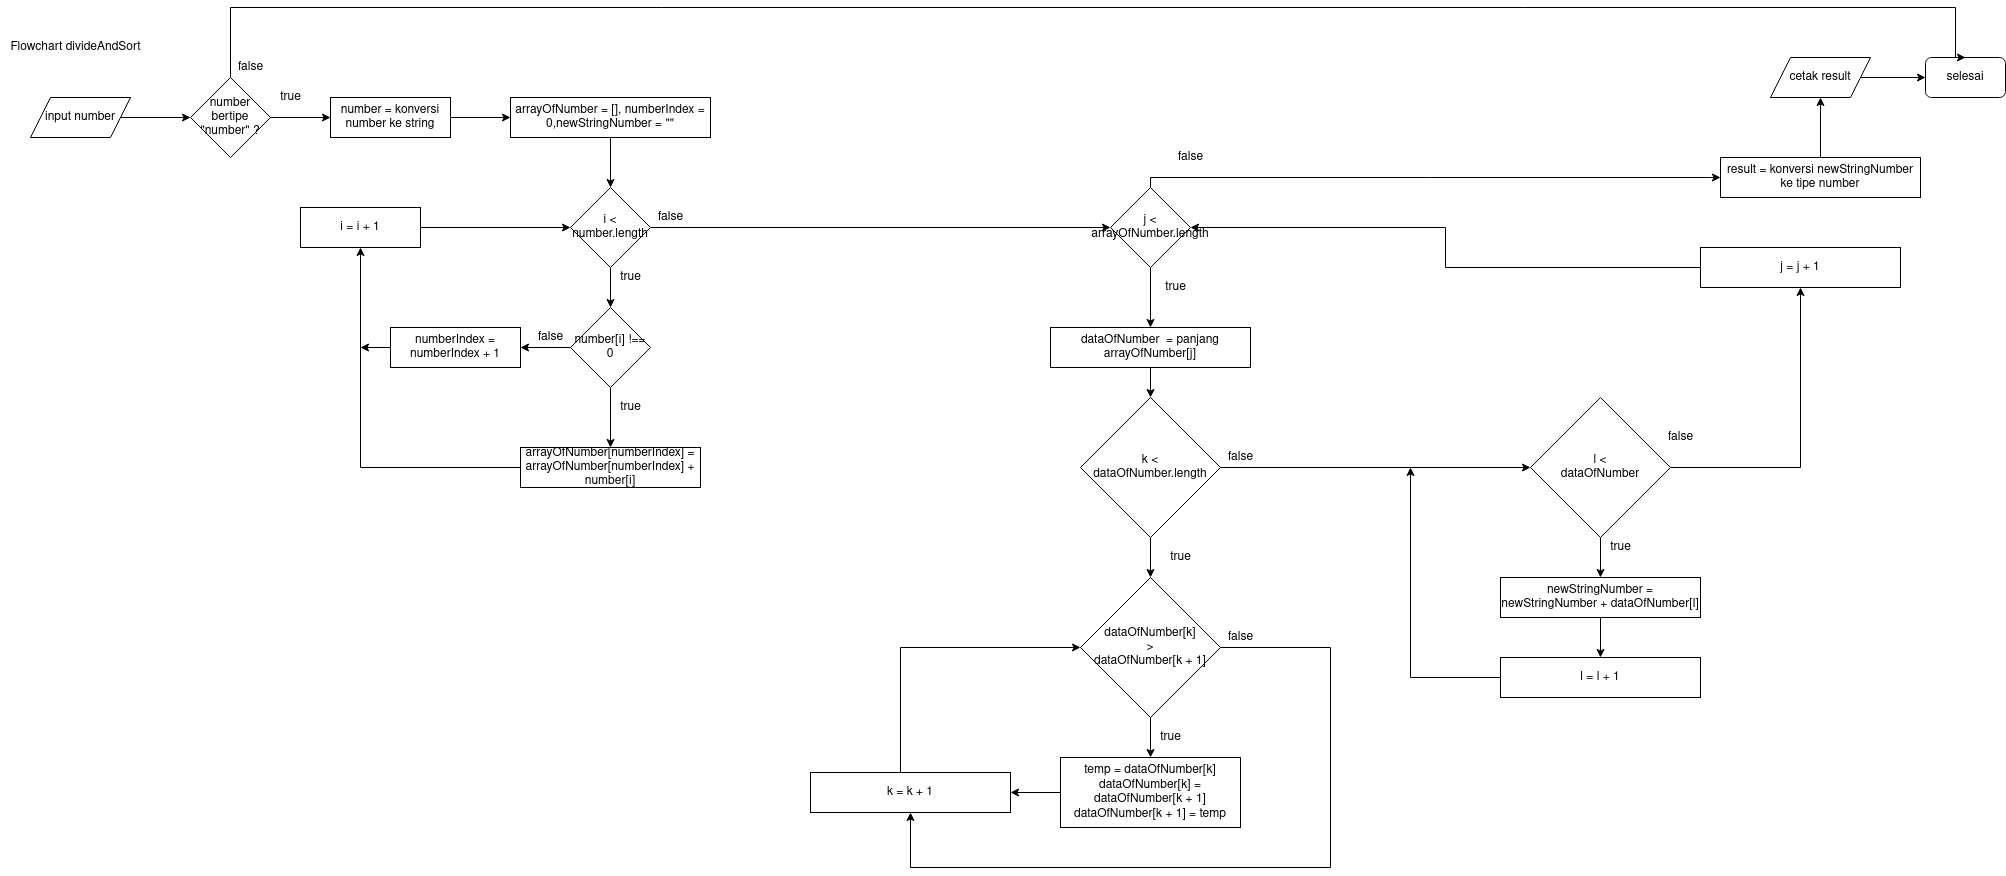 Flowchart divideAndSort
input number
number
bertipe
"number" ?
false
true
number = konversi
number ke string
arrayOfNumber = [], numberIndex =
0,newStringNumber = ""
i <
number.length
false
true
i = i + 1
number[i] !==
0
false
true
numberIndex =
numberIndex + 1
arrayOfNumber[numberIndex] =
arrayOfNumber[numberIndex] +
number[i]
j <
arrayOfNumber.length
false
true
dataOfNumber = panjang
arrayOfNumber[j]
k <
dataOfNumber.length
false
true
dataOfNumber[k]
>
dataOfNumber[k + 1]
false
true
temp = dataOfNumber[k]
dataOfNumber[k] =
dataOfNumber[k + 1]
dataOfNumber[k + 1] = temp
k = k + 1
l <
dataOfNumber
false
true
newStringNumber =
newStringNumber + dataOfNumber[l]
l = l + 1
j = j + 1
result = konversi newStringNumber
ke tipe number
cetak result
selesai